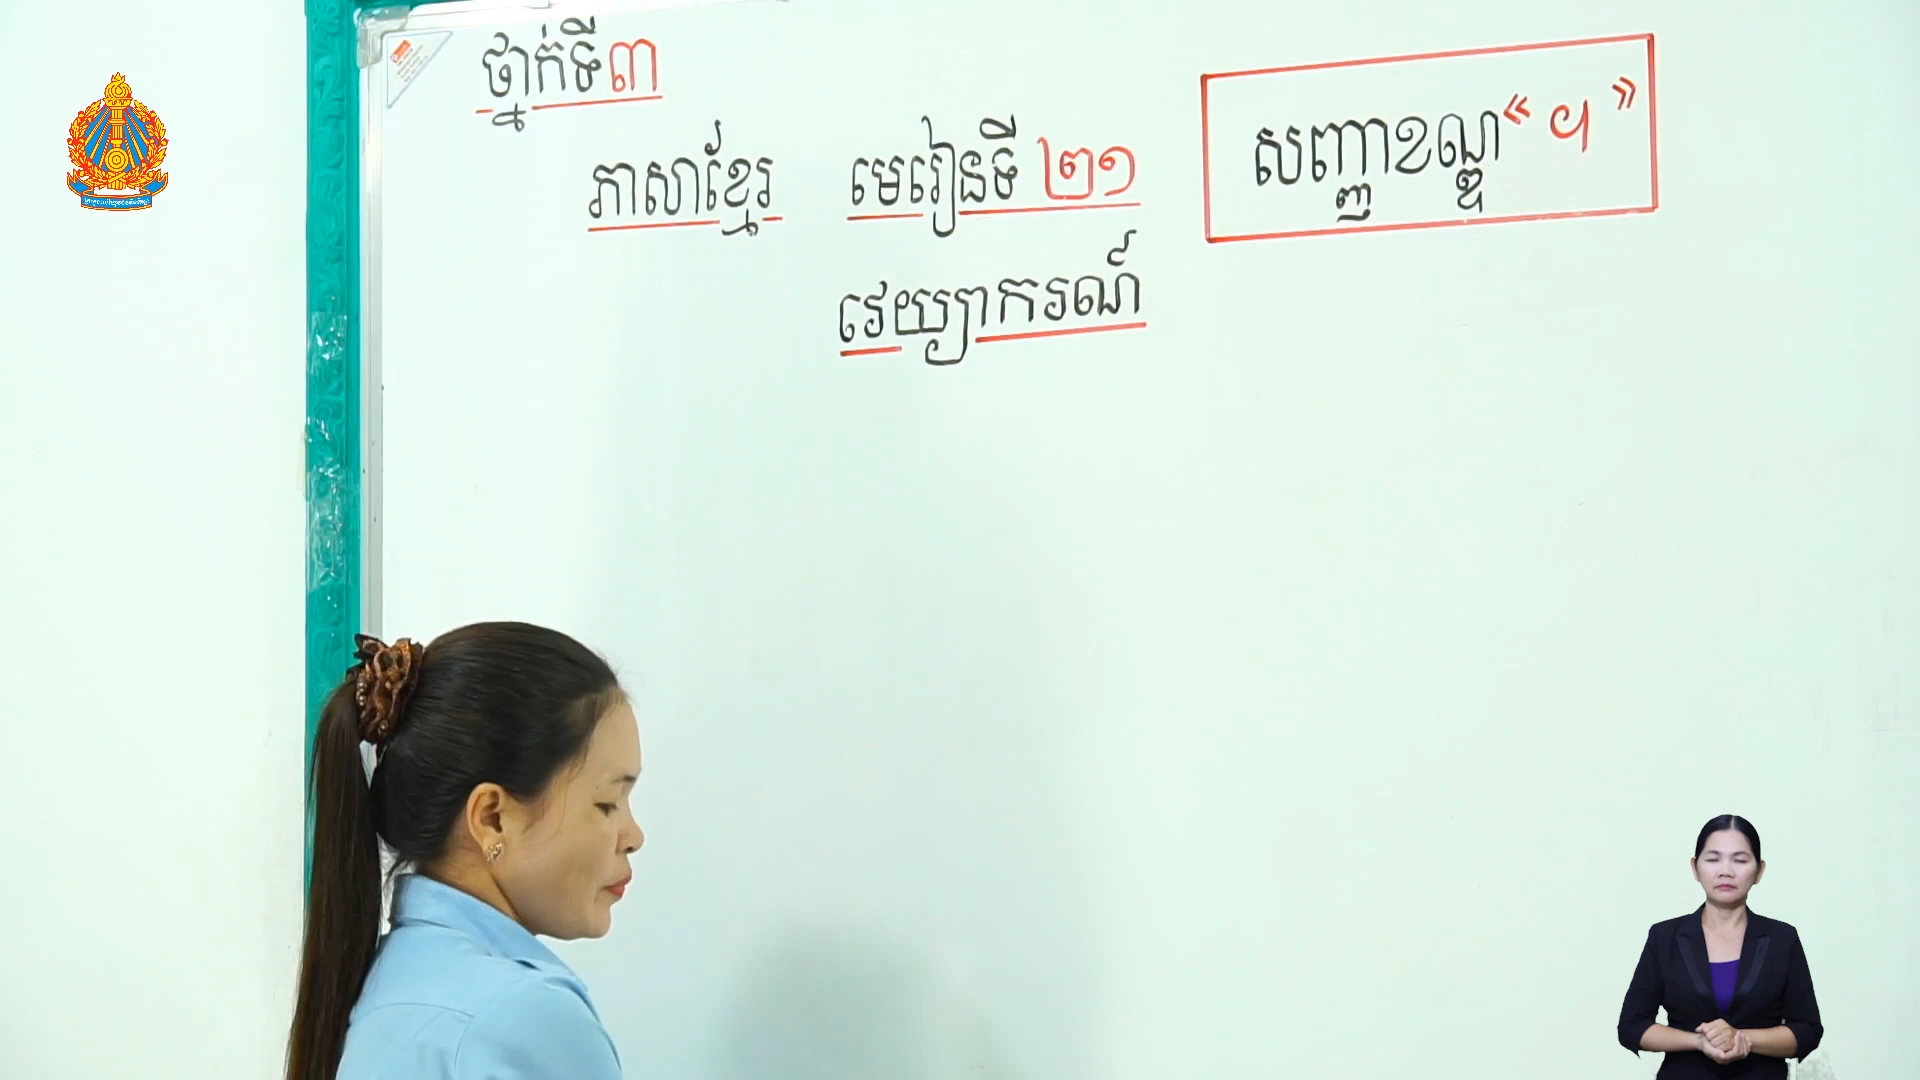 ថ្នាក់ទី៣
ភាសាខ្មែរ មេរៀនទី ២១
វេយ្យាករណ៍
សញ្ញាខណ្ឌ «។»